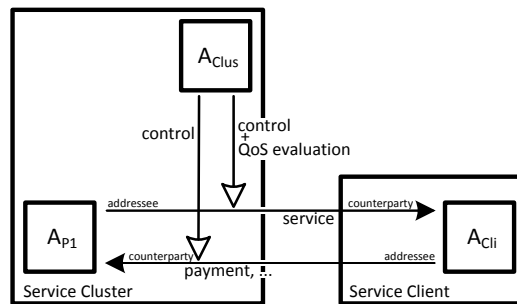 AClus
control
control
+
QoS evaluation
addressee
counterparty
service
AP1
ACli
counterparty
addressee
payment, ...
Service Cluster
Service Client